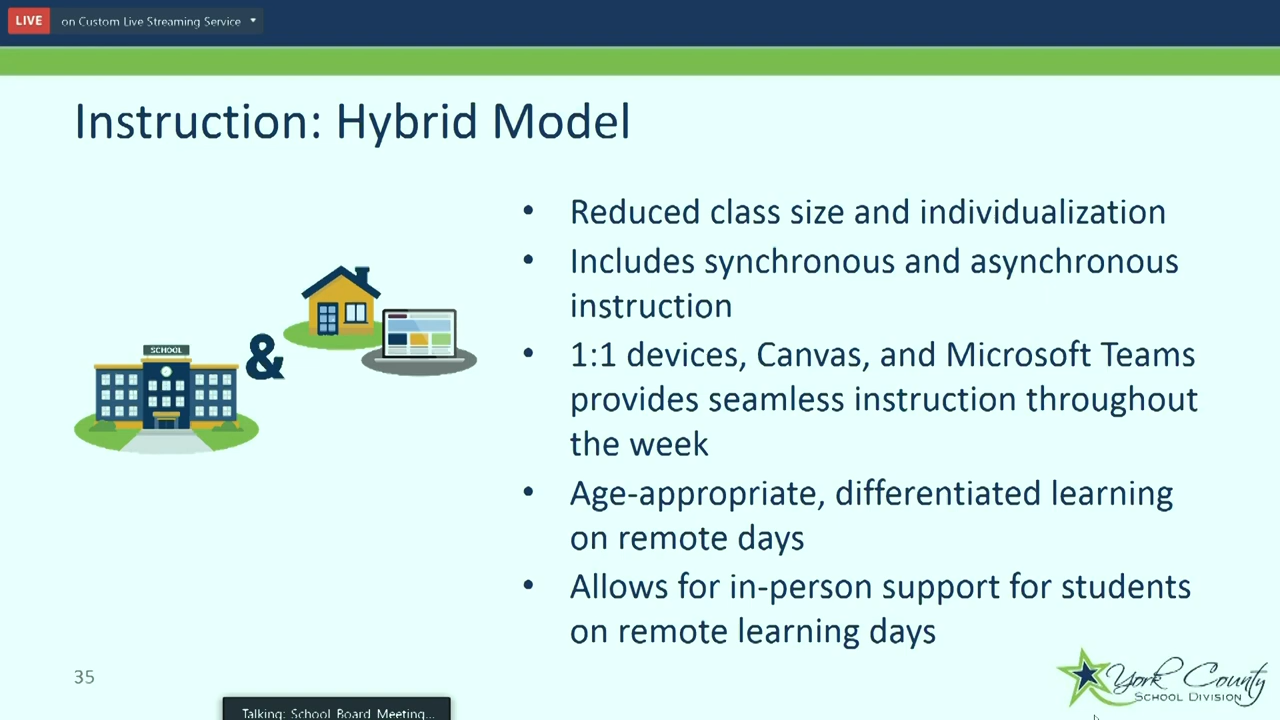 LIVE on Custom Live Streaming Service
Instruction: Hybrid Model
• Reduced class size and individualization
• Includes synchronous and asynchronous
instruction
• 1:1 devices, Canvas, and Microsoft Teams
provides seamless instruction throughout
the week
• Age-appropriate, differentiated learning
on remote days
• Allows for in-person support for students
on remote learning days
SCHOOL
&
35
York County
SCHOOL DIVISION
Talking: School Board Meeting...